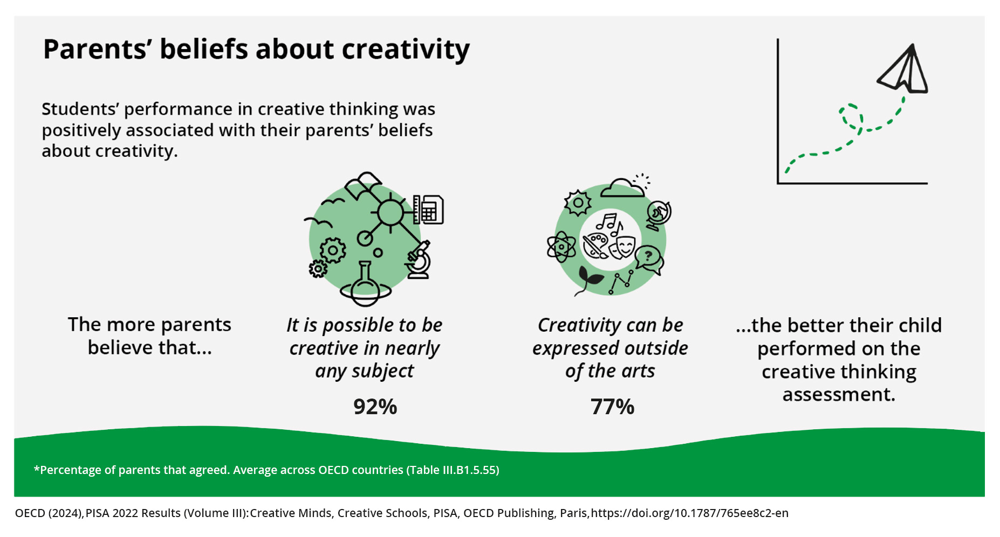 Parents’ beliefs about creativity
Students’ performance in creative thinking was
positively associated with their parents’ beliefs
about creativity.
?
The more parents
believe that...
It is possible to be
creative in nearly
any subject
92%
Creativity can be
expressed outside
of the arts
77%
...the better their child
performed on the
creative thinking
assessment.
*Percentage of parents that agreed. Average across OECD countries (Table III.B1.5.55)
OECD (2024),PISA 2022 Results (Volume III):Creative Minds, Creative Schools, PISA, OECD Publishing, Paris,https://doi.org/10.1787/765ee8c2-en